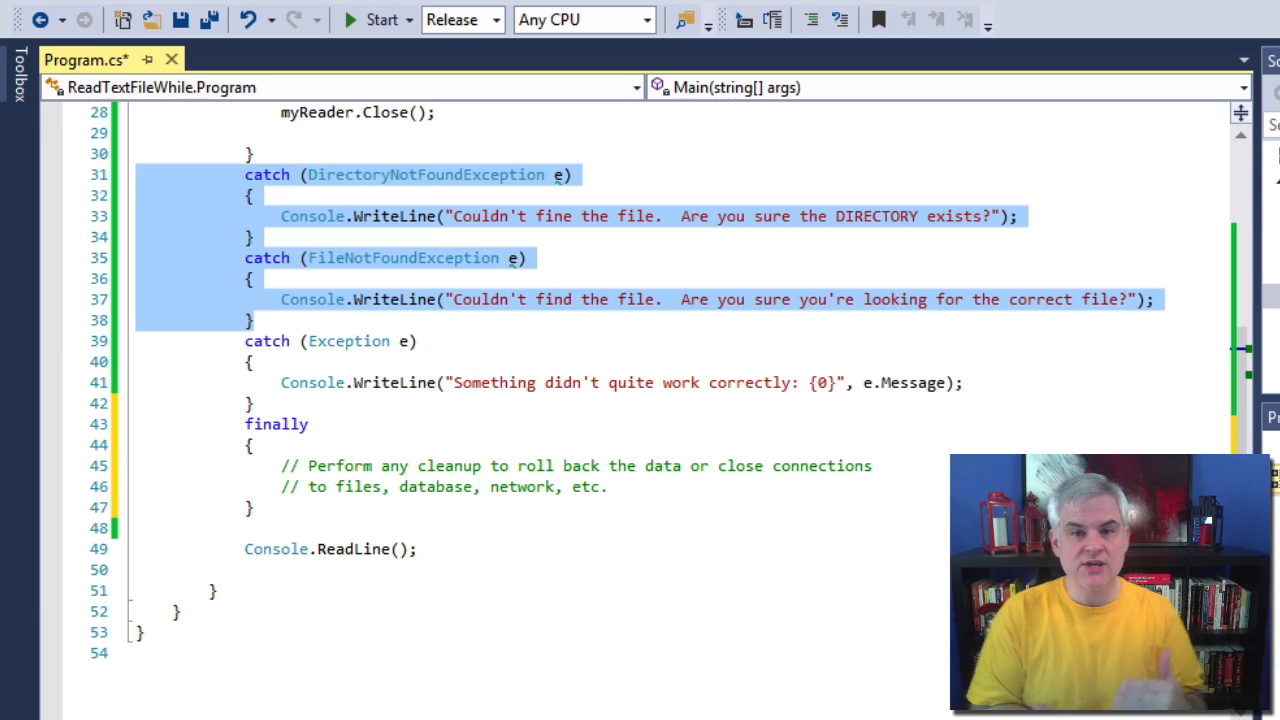 Start Release Any CPU
Toolbox
Program.cs*
So
ReadTextFileWhile.Program Main(string[] args)
Se
28 myReader.Close();
29
30 }
31 catch (DirectoryNotFoundException e)
32 {
33 Console.WriteLine("Couldn't fine the file.  Are you sure the DIRECTORY exists?");
34 }
35 catch (FileNotFoundException e)
36 {
37 Console.WriteLine("Couldn't find the file.  Are you sure you're looking for the correct file?");
38 }
39 catch (Exception e)
40 {
41 Console.WriteLine("Something didn't quite work correctly: {0}", e.Message);
42 }
43 finally
Pr
44 {
45 // Perform any cleanup to roll back the data or close connections
46 // to files, database, network, etc.
47 }
48
49 Console.ReadLine();
50
51 }
52 }
53 }
54